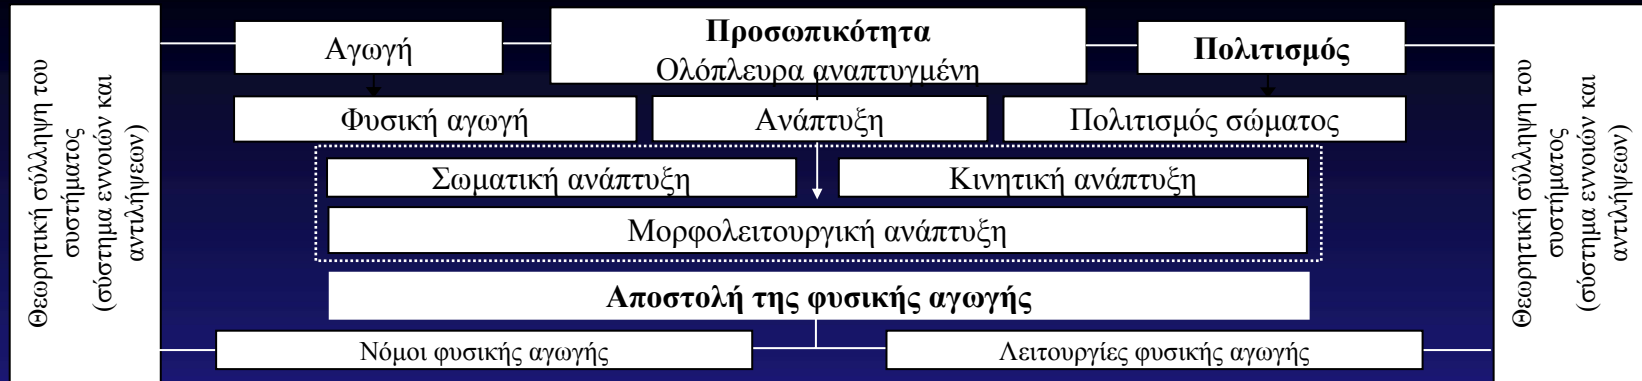 Θεωρητική σύλληψη του
συστήματος
(σύστημα εννοιών και
αντιλήψεων)
Αγωγή
Προσωπικότητα
Ολόπλευρα αναπτυγμένη
Πολιτισμός
Φυσική αγωγή
Ανάπτυξη
Πολιτισμός σώματος
Σωματική ανάπτυξη
Κινητική ανάπτυξη
Μορφολειτουργική ανάπτυξη
Αποστολή της φυσικής αγωγής
Νόμοι φυσικής αγωγής
Λειτουργίες φυσικής αγωγής
Θεωρητική σύλληψη του
συστήματος
(σύστημα εννοιών και
αντιλήψεων)